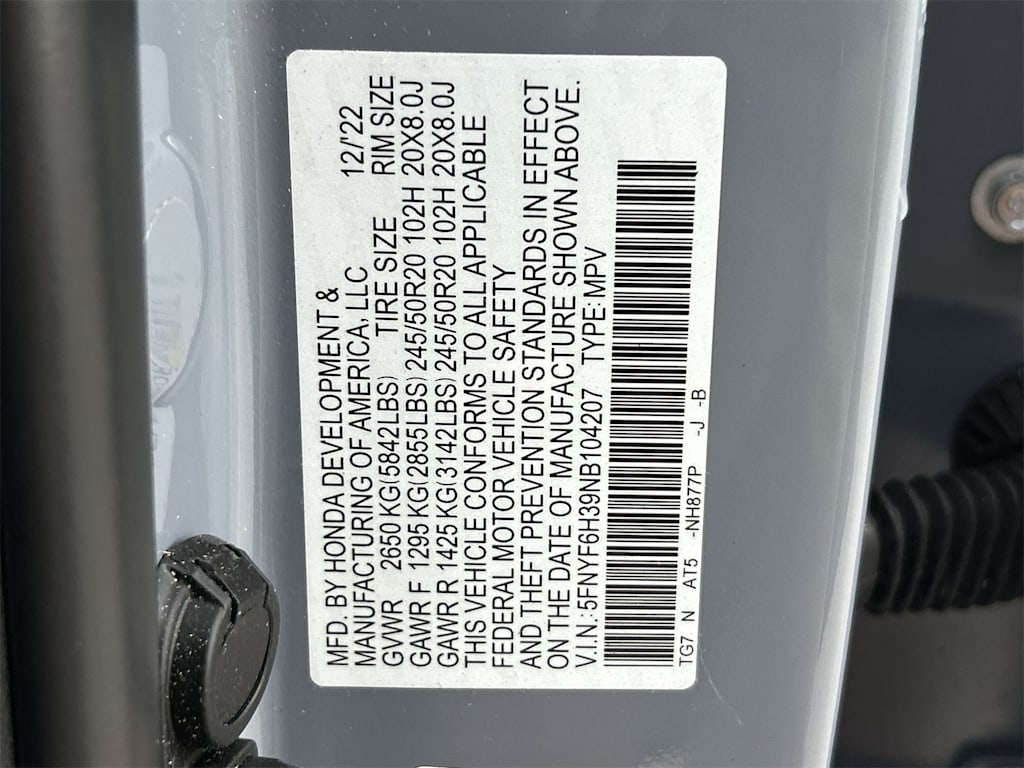 MFD. BY HONDA DEVELOPMENT &
MANUFACTURING OF AMERICA, LLC 12/'22
GVWR 2650 KG(5842LBS) TIRE SIZE RIM SIZE
GAWR F 1295 KG(2855LBS) 245/50R20 102H 20X8.0J
GAWR R 1425 KG(3142LBS) 245/50R20 102H 20X8.0J
THIS VEHICLE CONFORMS TO ALL APPLICABLE
FEDERAL MOTOR VEHICLE SAFETY
AND THEFT PREVENTION STANDARDS IN EFFECT
ON THE DATE OF MANUFACTURE SHOWN ABOVE.
V.I.N.: 5FNYF6H39NB104207 TYPE: MPV
TG7 N AT5 -NH877P -J -B